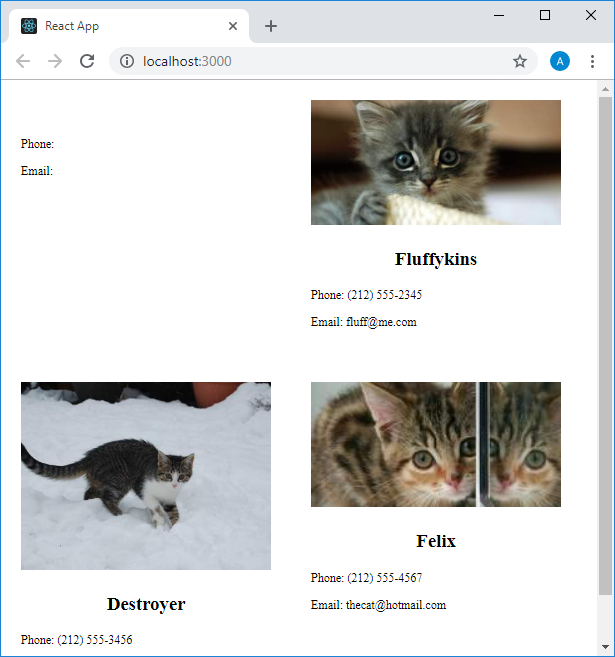 React App
localhost:3000
A
Phone:
Email:
Fluffykins
Phone: (212) 555-2345
Email: fluff@me.com
Destroyer
Phone: (212) 555-3456
Felix
Phone: (212) 555-4567
Email: thecat@hotmail.com